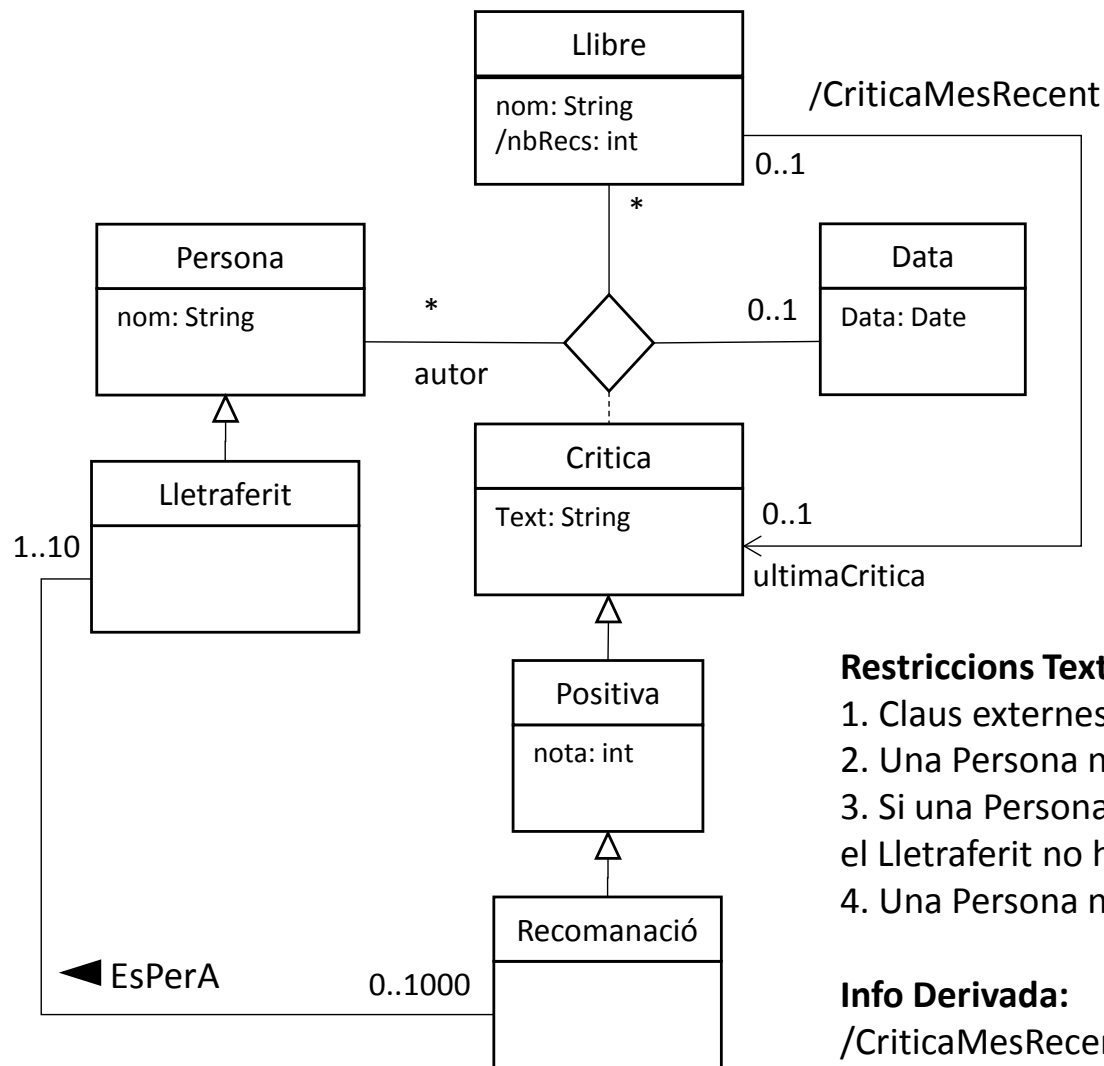 Llibre
nom: String
/nbRecs: int
/CriticaMesRecent
0..1
*
Persona
nom: String
*
autor
0..1
Data
Data: Date
Critica
Text: String
0..1
ultimaCritica
Lletraferit
1..10
Positiva
nota: int
Restriccions Text
1. Claus externes
2. Una Persona n
3. Si una Persona
el Lletraferit no h
4. Una Persona n
Recomanació
EsPerA
0..1000
Info Derivada:
/CriticaMesRecen